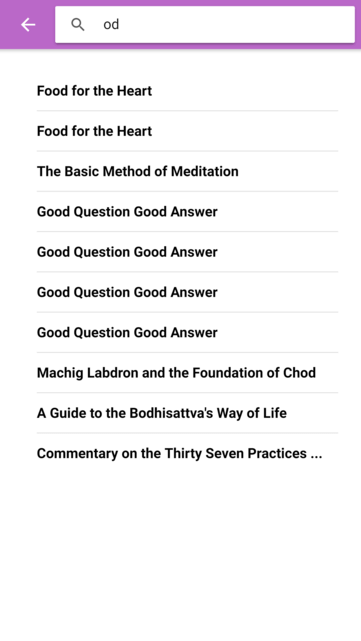 od
Food for the Heart
Food for the Heart
The Basic Method of Meditation
Good Question Good Answer
Good Question Good Answer
Good Question Good Answer
Good Question Good Answer
Machig Labdron and the Foundation of Chod
A Guide to the Bodhisattva's Way of Life
Commentary on the Thirty Seven Practices ...